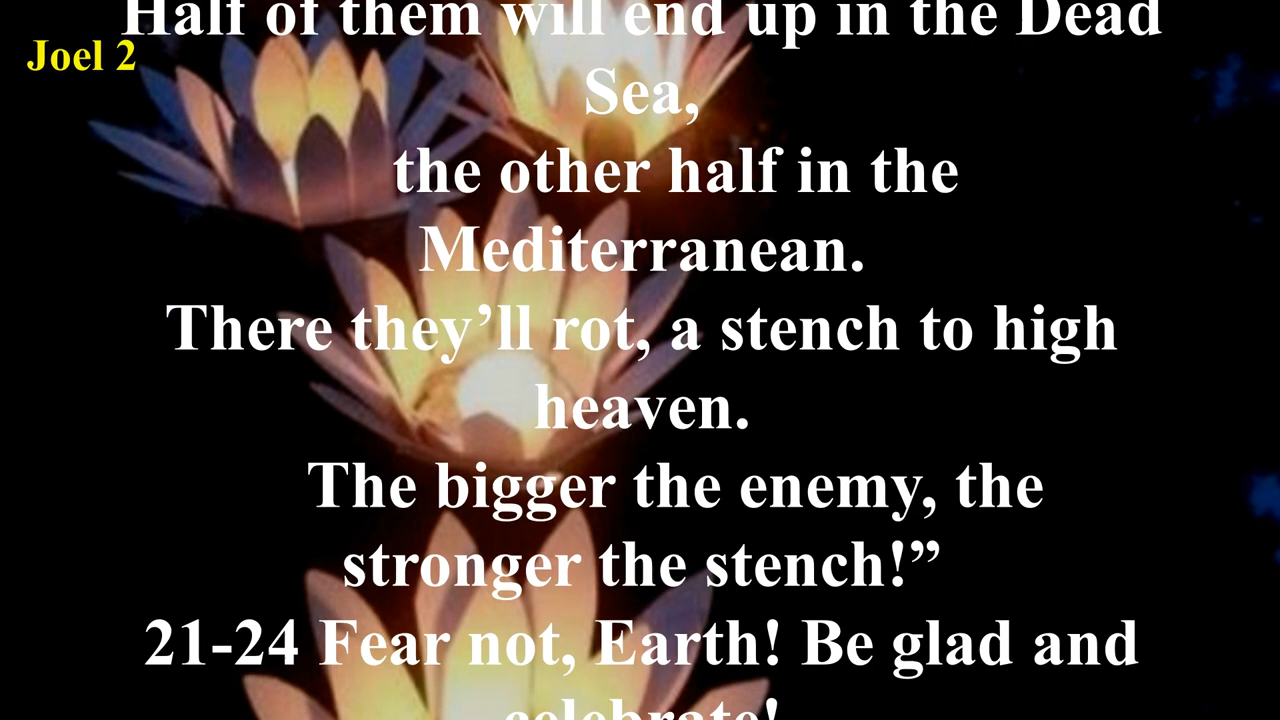 Half of them will end up in the Dead
Joel 2
Sea,
the other half in the
Mediterranean.
There they’ll rot, a stench to high
heaven.
The bigger the enemy, the
stronger the stench!”
21-24 Fear not, Earth! Be glad and
celebrate!